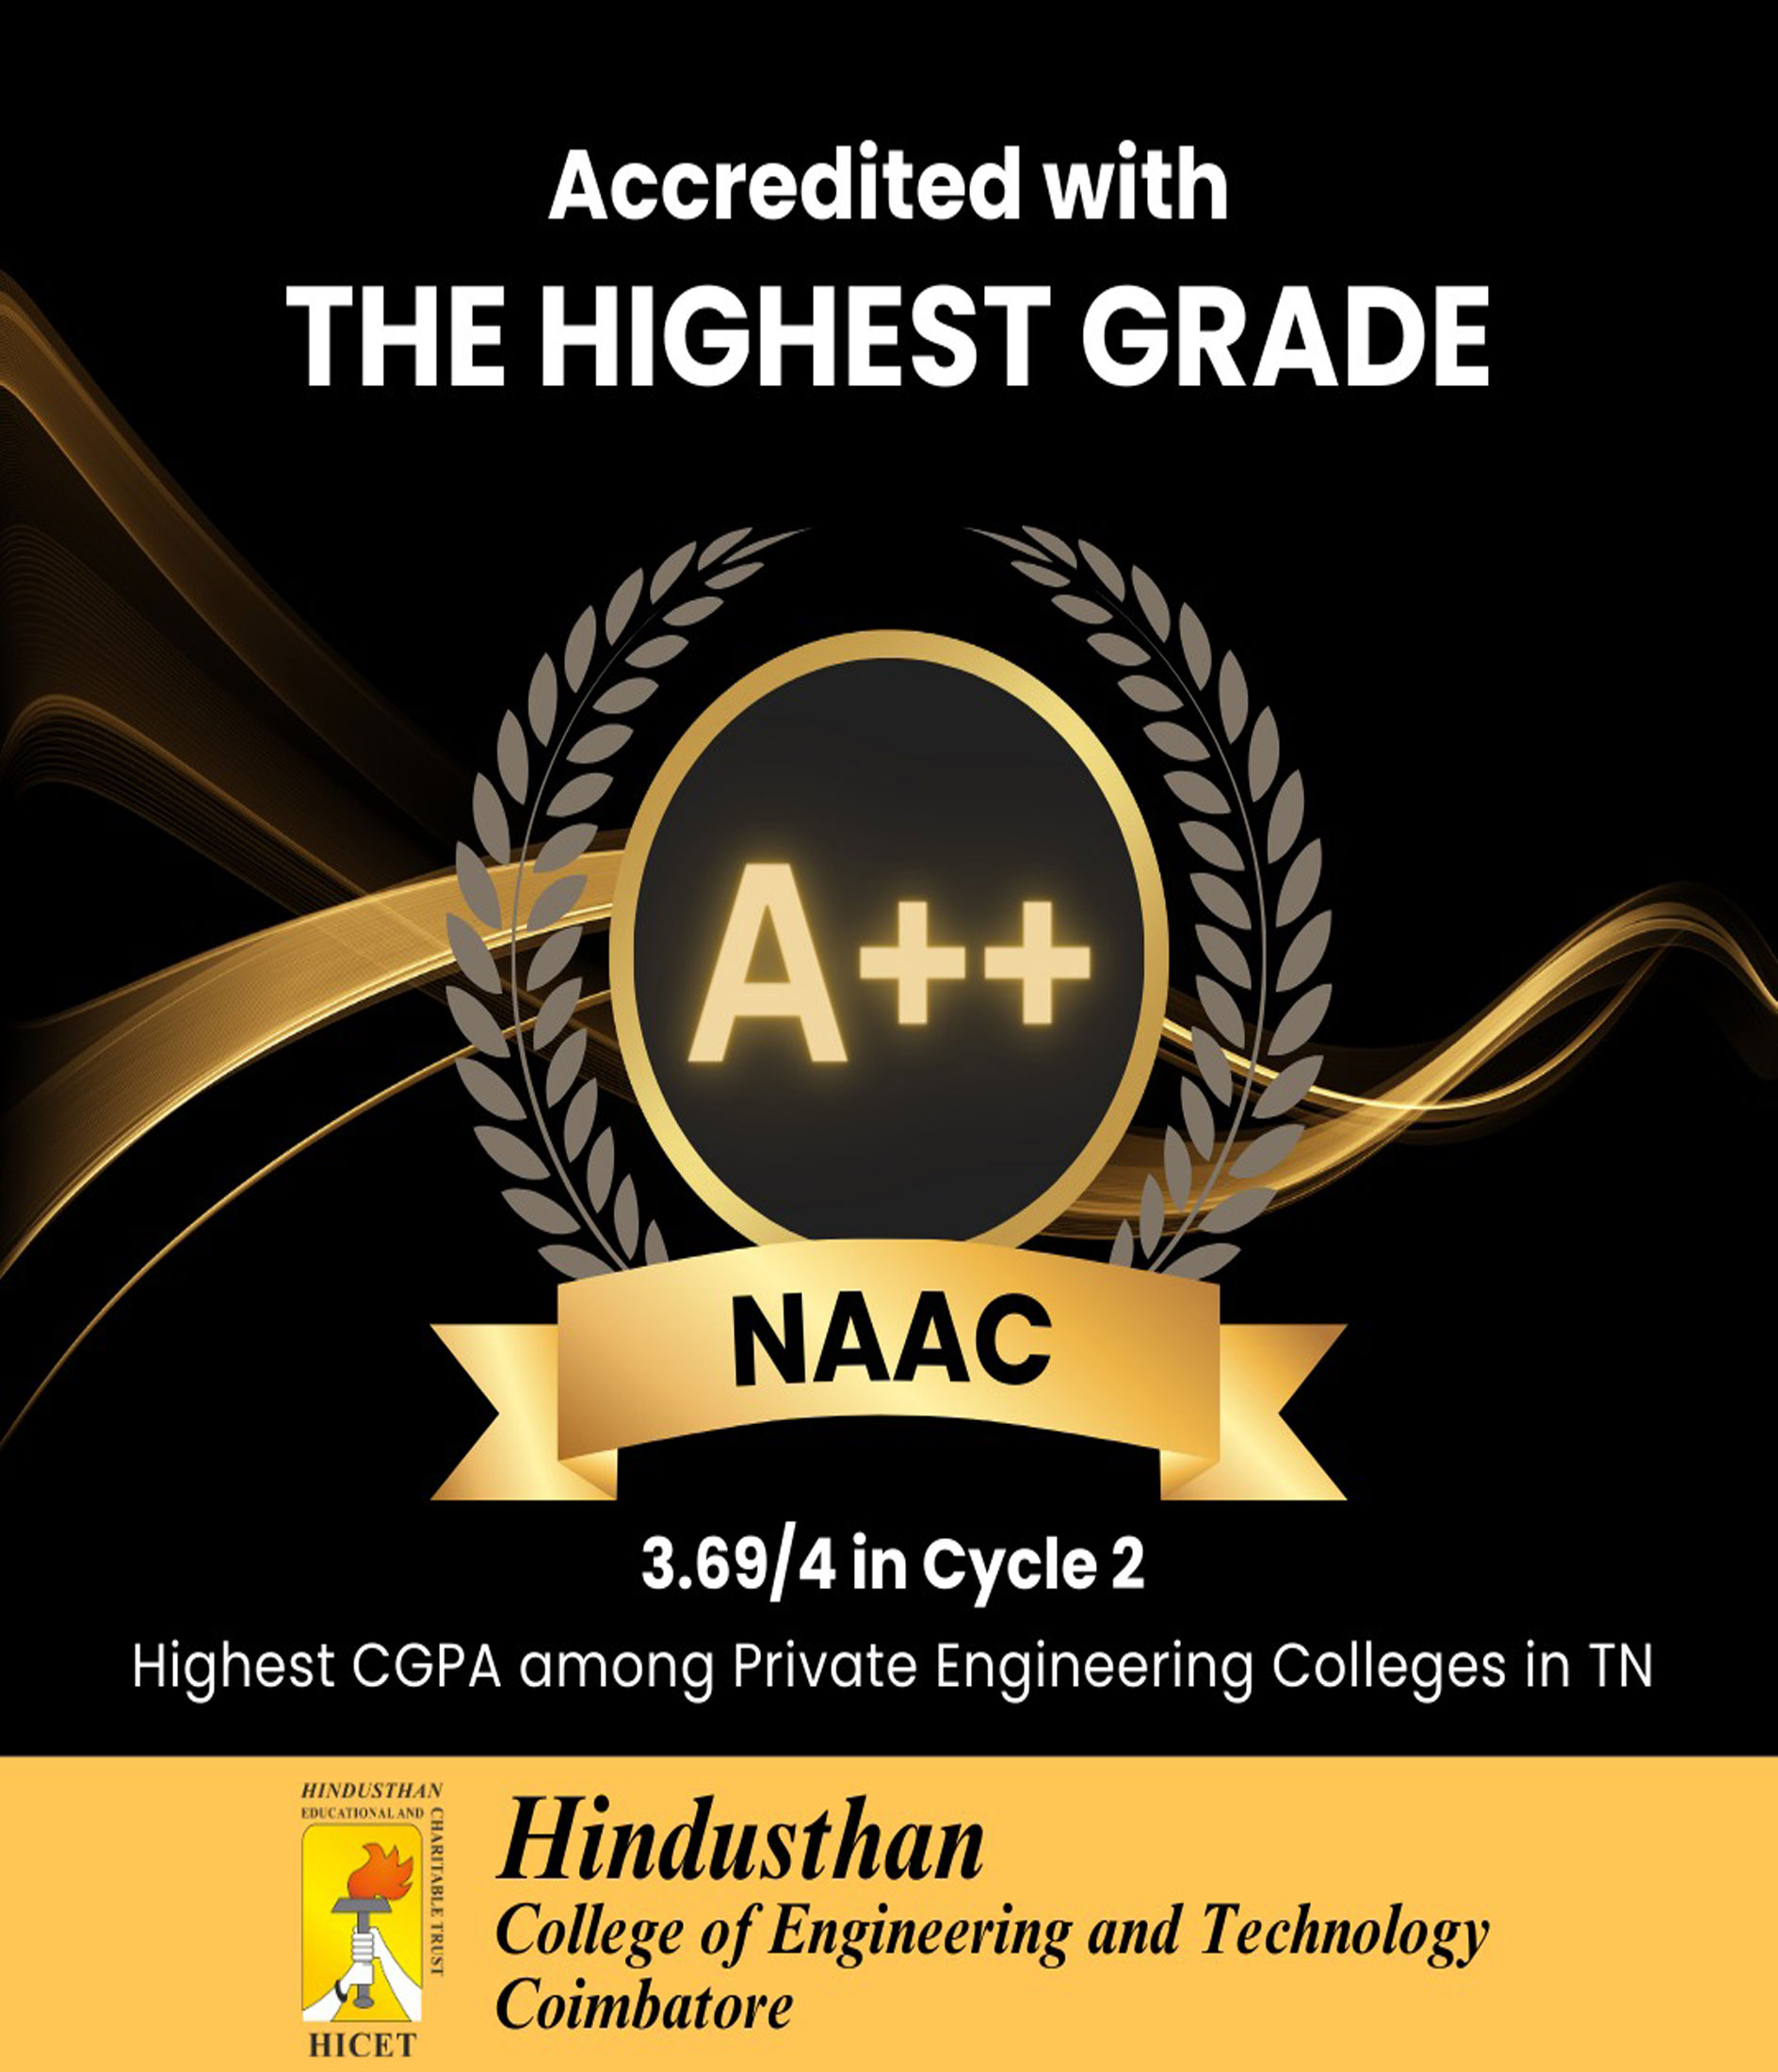 Accredited with
THE HIGHEST GRADE
A++
NAAC
3.69/4 in Cycle 2
Highest CGPA among Private Engineering Colleges in TN
HINDUSTHAN
EDUCATIONAL AND
CHARITABLE TRUST
HICET
Hindusthan
College of Engineering and Technology
Coimbatore